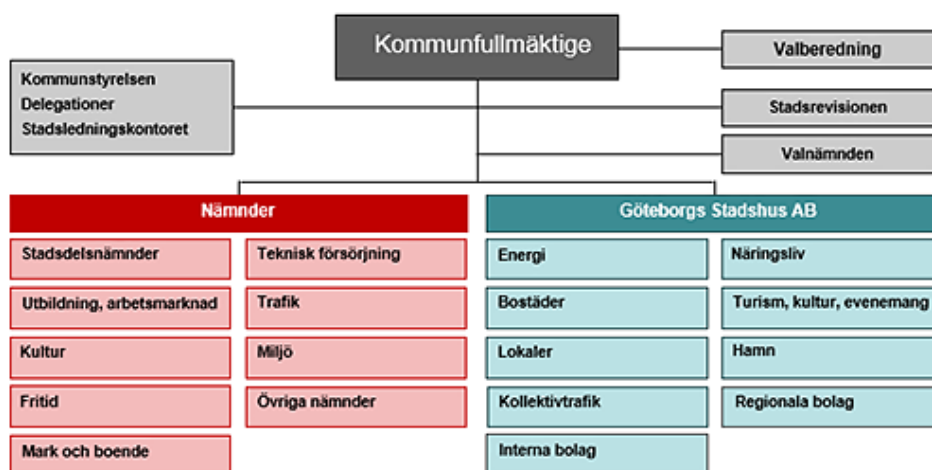 Kommunfullmäktige
Valberedning
Kommunstyrelsen
Delegationer
Stadsledningskontoret
Stadsrevisionen
Valnämnden
Nämnder
Stadsdelsnämnder
Teknisk försörjning
Utbildning, arbetsmarknad
Trafik
Kultur
Miljö
Fritid
Övriga nämnder
Mark och boende
Göteborgs Stadshus AB
Energi
Näringsliv
Bostäder
Turism, kultur, evenemang
Lokaler
Hamn
Kollektivtrafik
Regionala bolag
Interna bolag